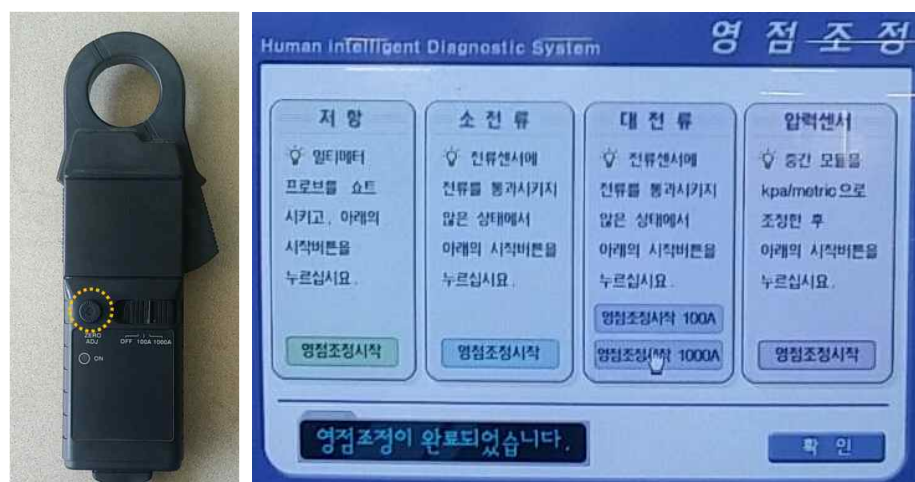 ZERO
ADJ
OFF 100A 1000A
ON
Human intelligent Diagnostic System
영 점 조 정
저 항
멀티메터
프로브를 쇼트
시키고, 아래의
시작버튼을
누르십시요.
영점조정시작
소 전 류
전류센서에
전류를 통과시키지
않은 상태에서
아래의 시작버튼을
누르십시요.
영점조정시작
대 전 류
전류센서에
전류를 통과시키지
않은 상태에서
아래의 시작버튼을
누르십시요.
영점조정시작 100A
영점조정시작 1000A
압력센서
중간 모듈을
kpa/metric으로
조정한 후
아래의 시작버튼을
누르십시요.
영점조정시작
영점조정이 완료되었습니다.
확 인